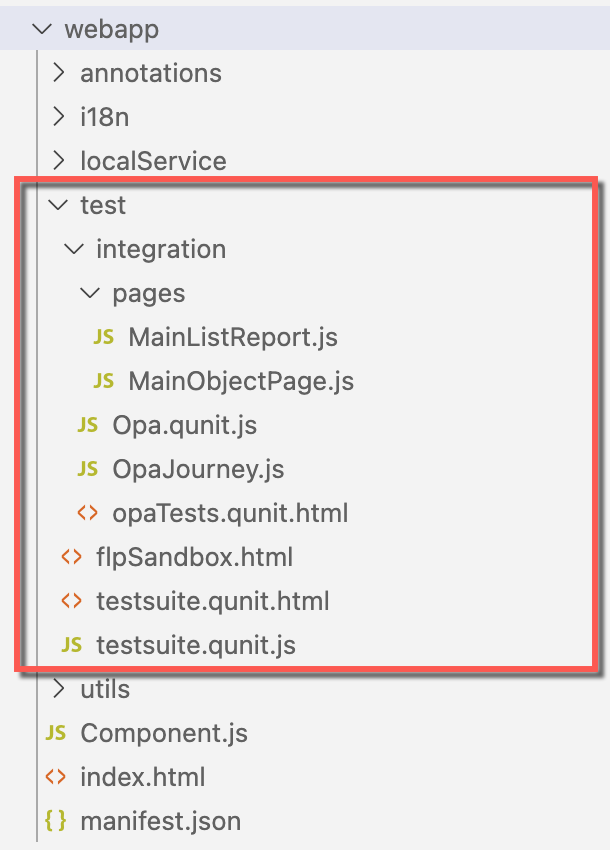 webapp
annotations
i18n
localService
test
integration
pages
JS MainListReport.js
JS MainObjectPage.js
JS Opa.qunit.js
JS OpaJourney.js
<> opaTests.qunit.html
<> flpSandbox.html
<> testsuite.qunit.html
JS testsuite.qunit.js
utils
JS Component.js
<> index.html
{} manifest.json